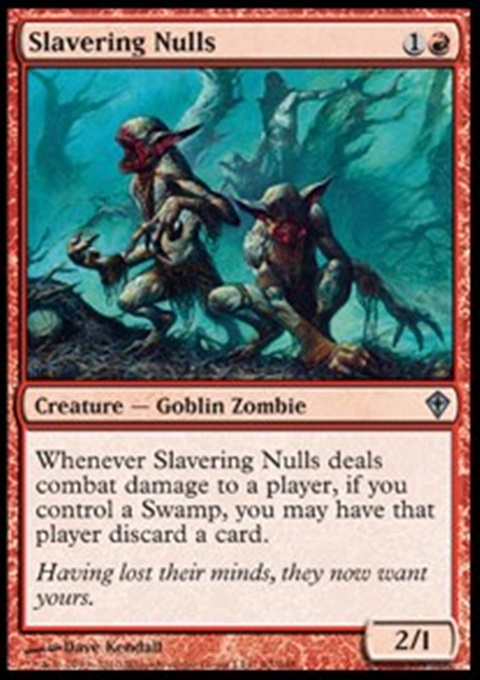 Slavering Nulls 1
Creature — Goblin Zombie
Whenever Slavering Nulls deals
combat damage to a player, if you
control a Swamp, you may have that
player discard a card.
Having lost their minds, they now want
yours.
Dave Kendall
2/1